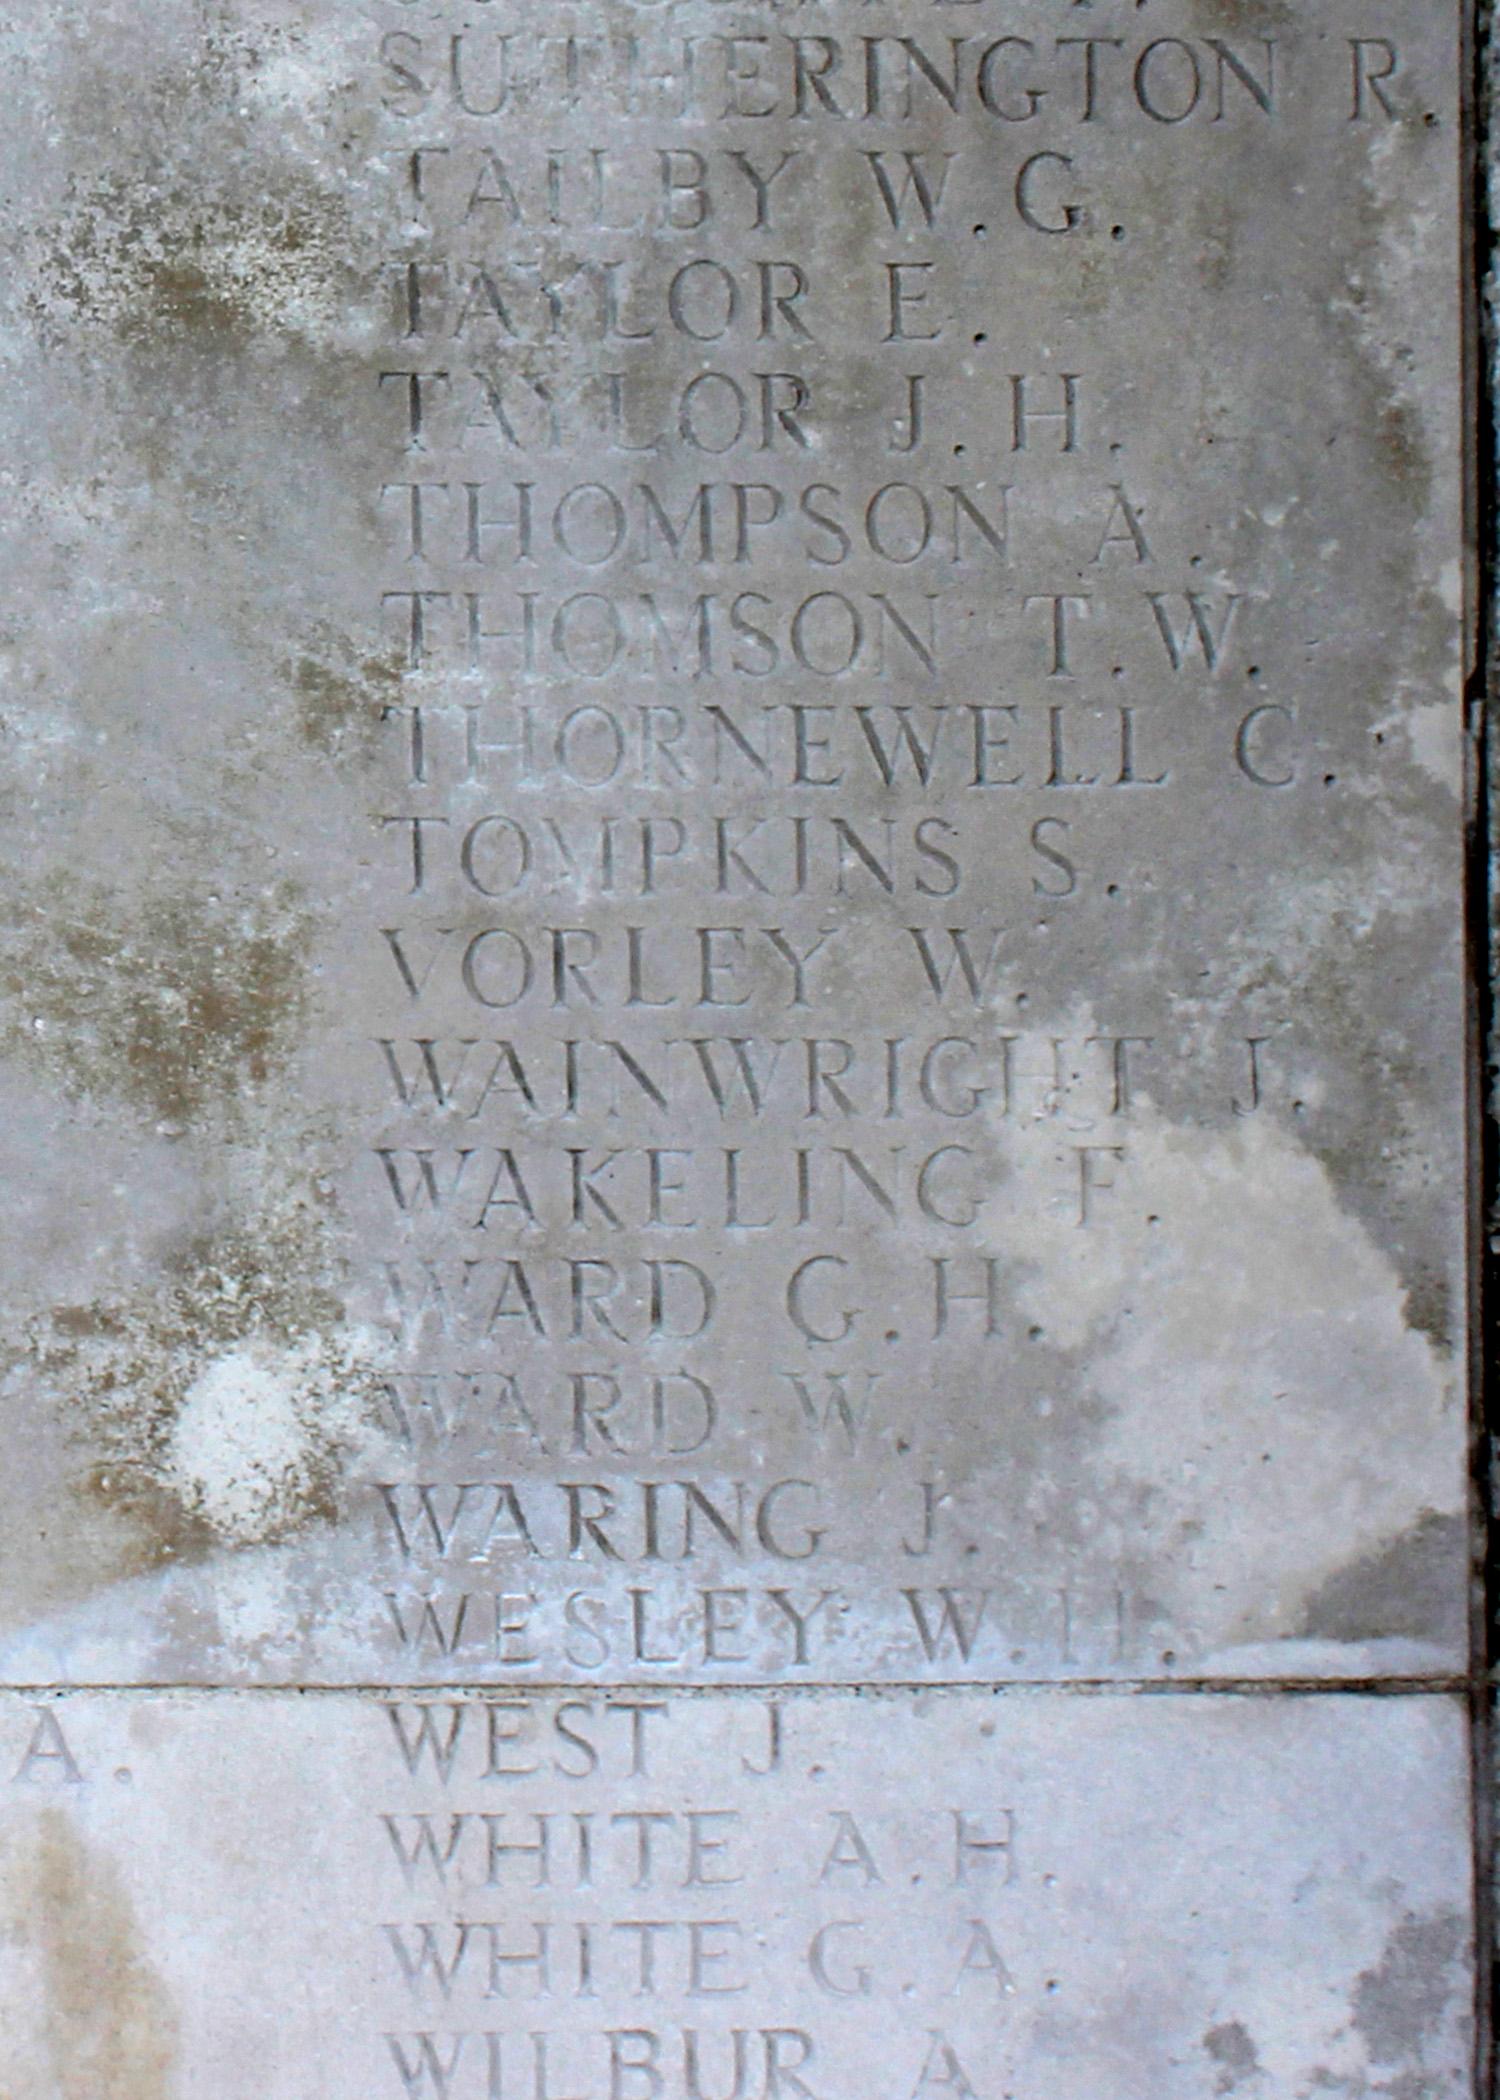 SUTHERINGTON R.
TAILBY W.G.
TAYLOR E.
TAYLOR J.H.
THOMPSON A.
THOMSON T.W.
THORNEWELL C.
TOMPKINS S.
VORLEY W.
WAINWRIGHT J.
WAKELING F.
WARD G.H.
WARD W.
WARING J.
WESLEY W.H.
A. WEST J.
WHITE A.H.
WHITE G.A.
WILBUR A.